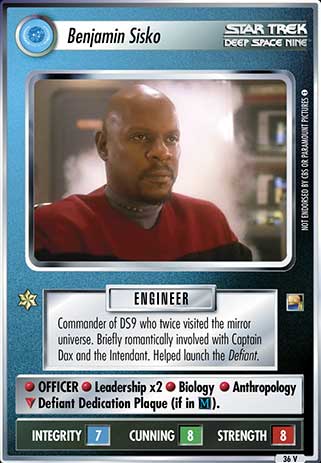 Benjamin Sisko
STAR TREK
DEEP SPACE NINE
NOT ENDORSED BY CBS OR PARAMOUNT PICTURES
ENGINEER
Commander of DS9 who twice visited the mirror
universe. Briefly romantically involved with Captain
Dax and the Intendant. Helped launch the Defiant.
OFFICER Leadership x2 Biology Anthropology
Defiant Dedication Plaque (if in M).
INTEGRITY 7 CUNNING 8 STRENGTH 8
36 V